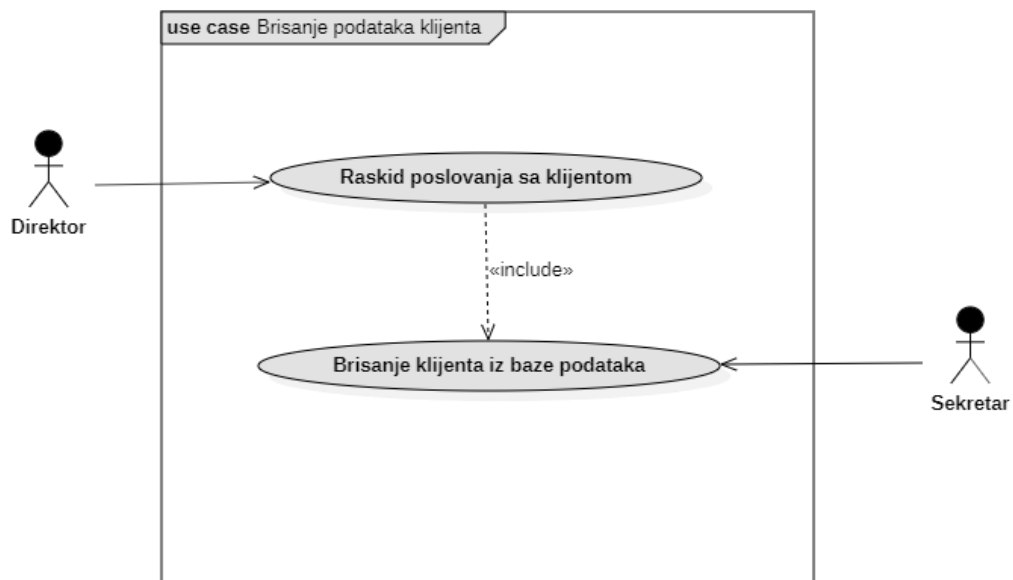 use case Brisanje podataka klijenta
Raskid poslovanja sa klijentom
Direktor
«include»
Brisanje klijenta iz baze podataka
Sekretar